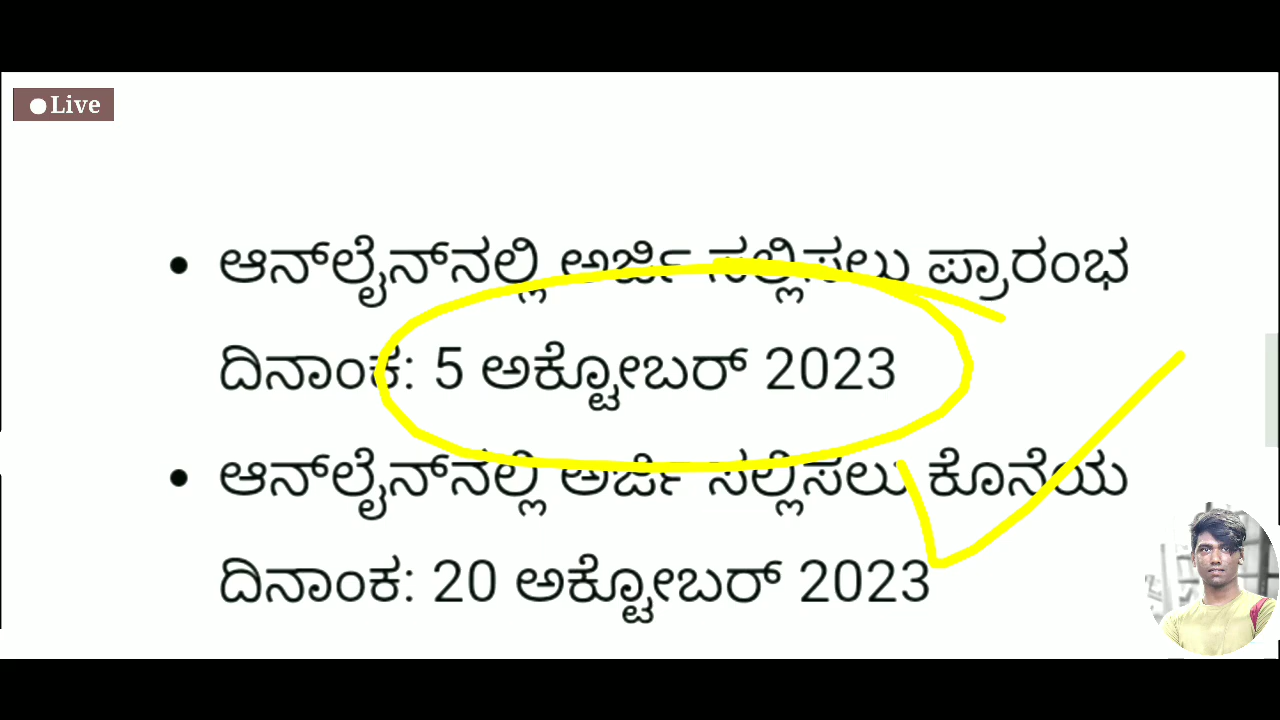 Live
ಆನ್‌ಲೈನ್‌ನಲ್ಲಿ ಅರ್ಜಿ ಸಲ್ಲಿಸಲು ಪ್ರಾರಂಭ
ದಿನಾಂಕ: 5 ಅಕ್ಟೋಬರ್ 2023
ಆನ್‌ಲೈನ್‌ನಲ್ಲಿ ಅರ್ಜಿ ಸಲ್ಲಿಸಲು ಕೊನೆಯ
ದಿನಾಂಕ: 20 ಅಕ್ಟೋಬರ್ 2023